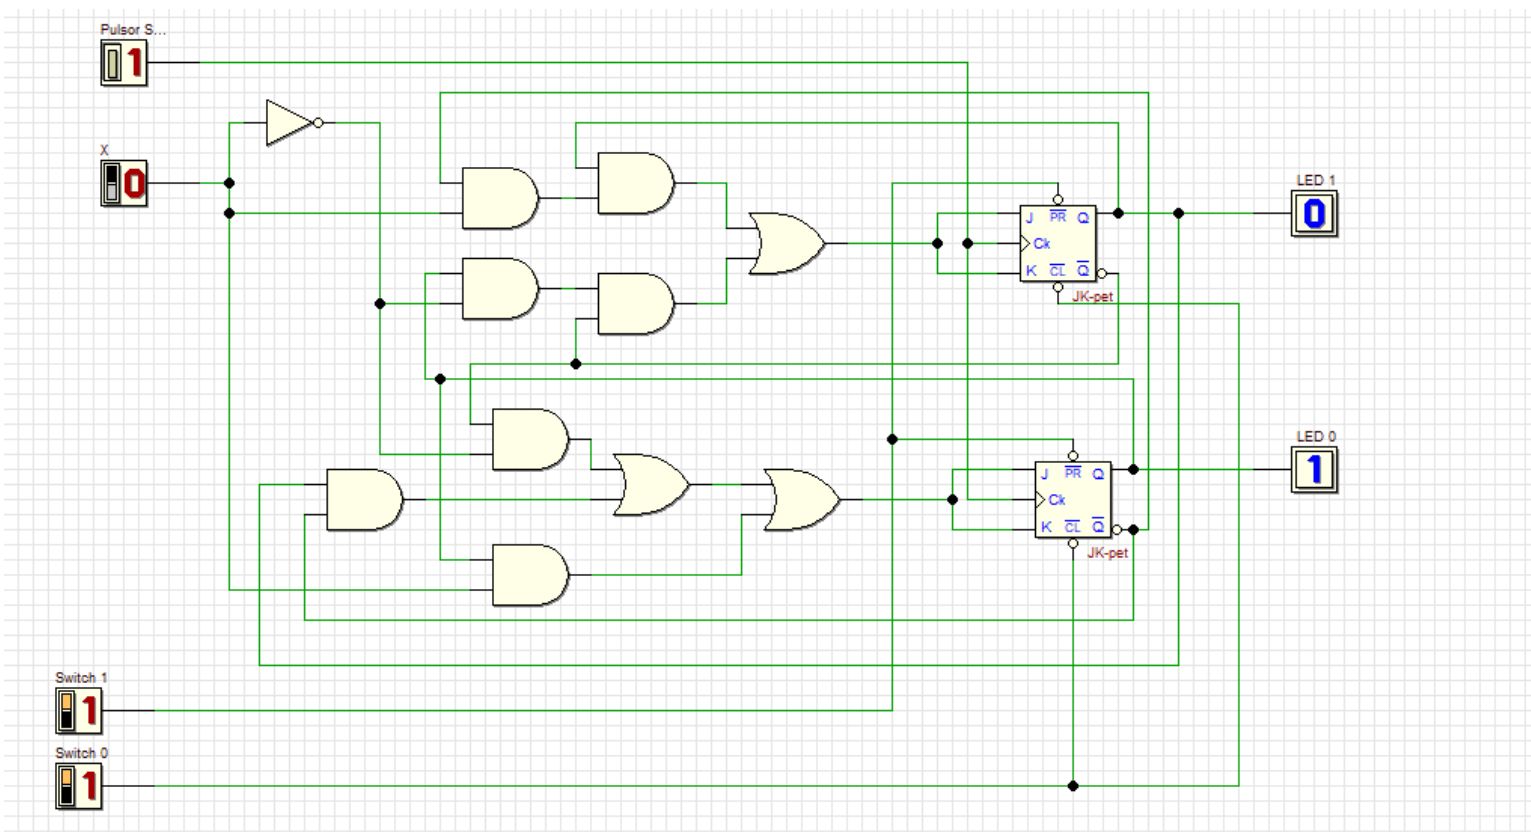 Pulsor S...
1
X
0
LED 1
0
J PR Q
Ck
K CL Q
JK-pet
LED 0
1
J PR Q
Ck
K CL Q
JK-pet
Switch 1
1
Switch 0
1